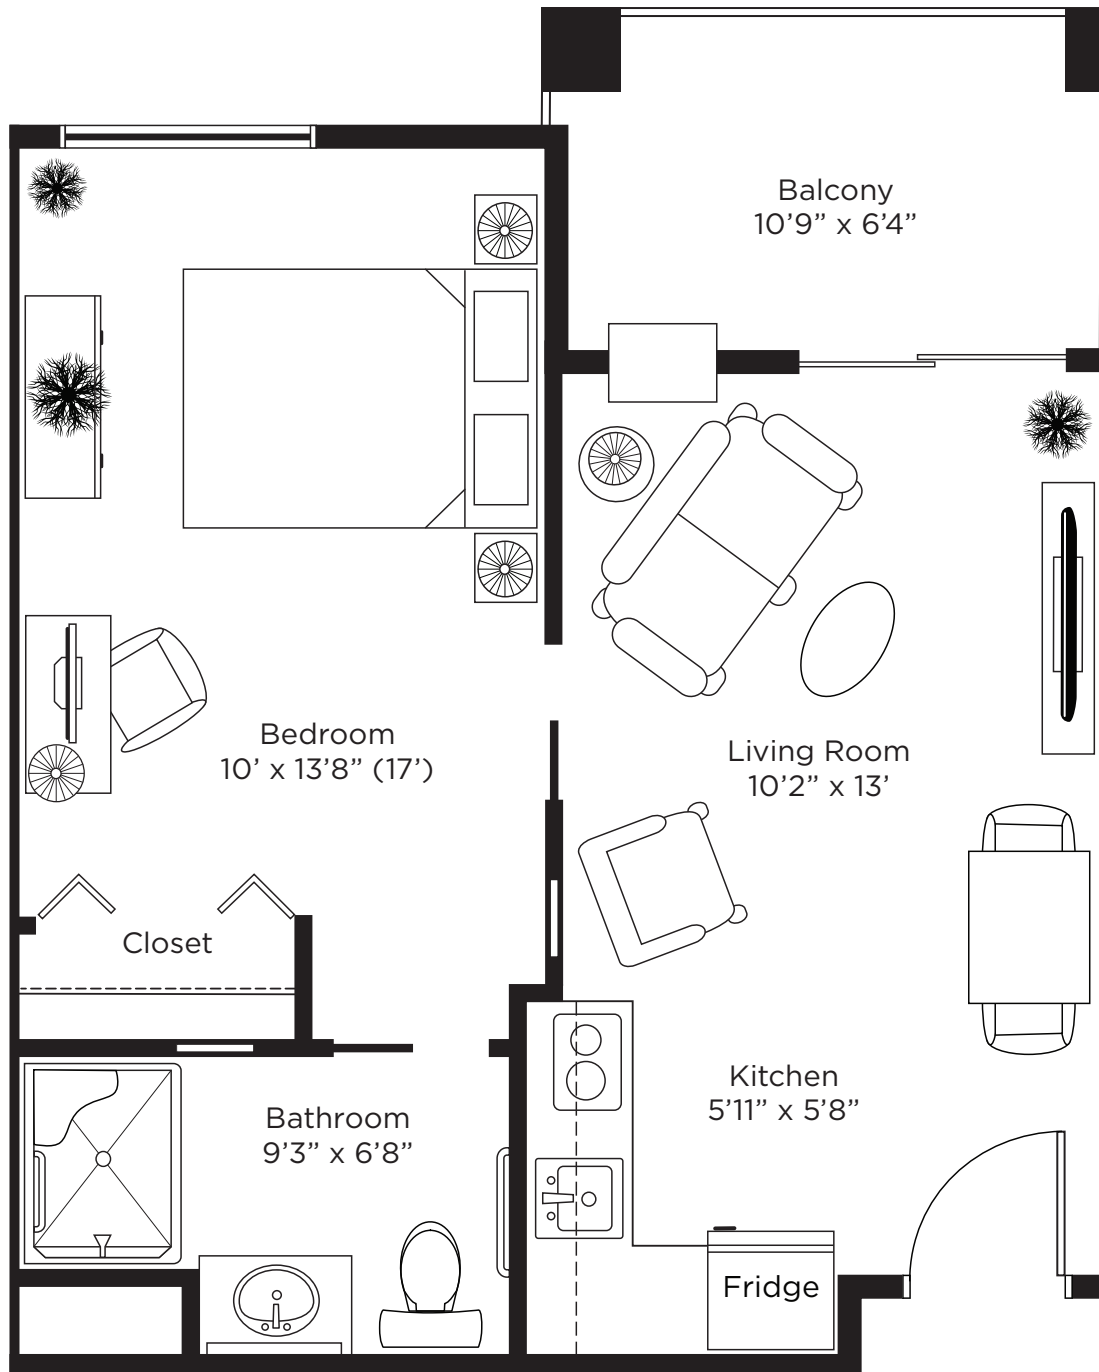 Balcony
10’9” x 6’4”
Bedroom
10’ x 13’8” (17’)
Living Room
10’2” x 13’
Closet
Kitchen
5’11” x 5’8”
Bathroom
9’3” x 6’8”
Fridge